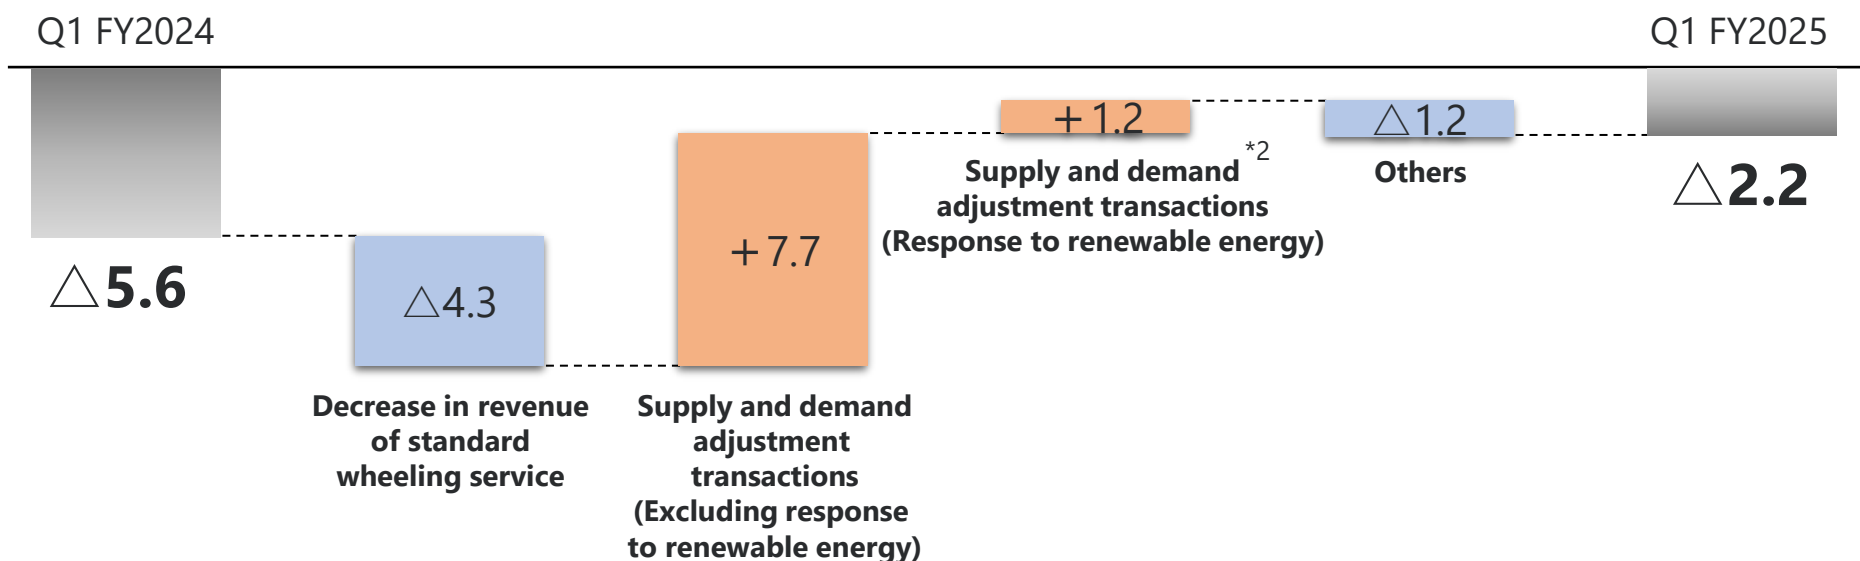 Q1 FY2024
Q1 FY2025
△5.6
△4.3
Decrease in revenue
of standard
wheeling service
+7.7
Supply and demand
adjustment
transactions
(Excluding response
to renewable energy)
+1.2
*2
Supply and demand
adjustment transactions
(Response to renewable energy)
△1.2
Others
△2.2